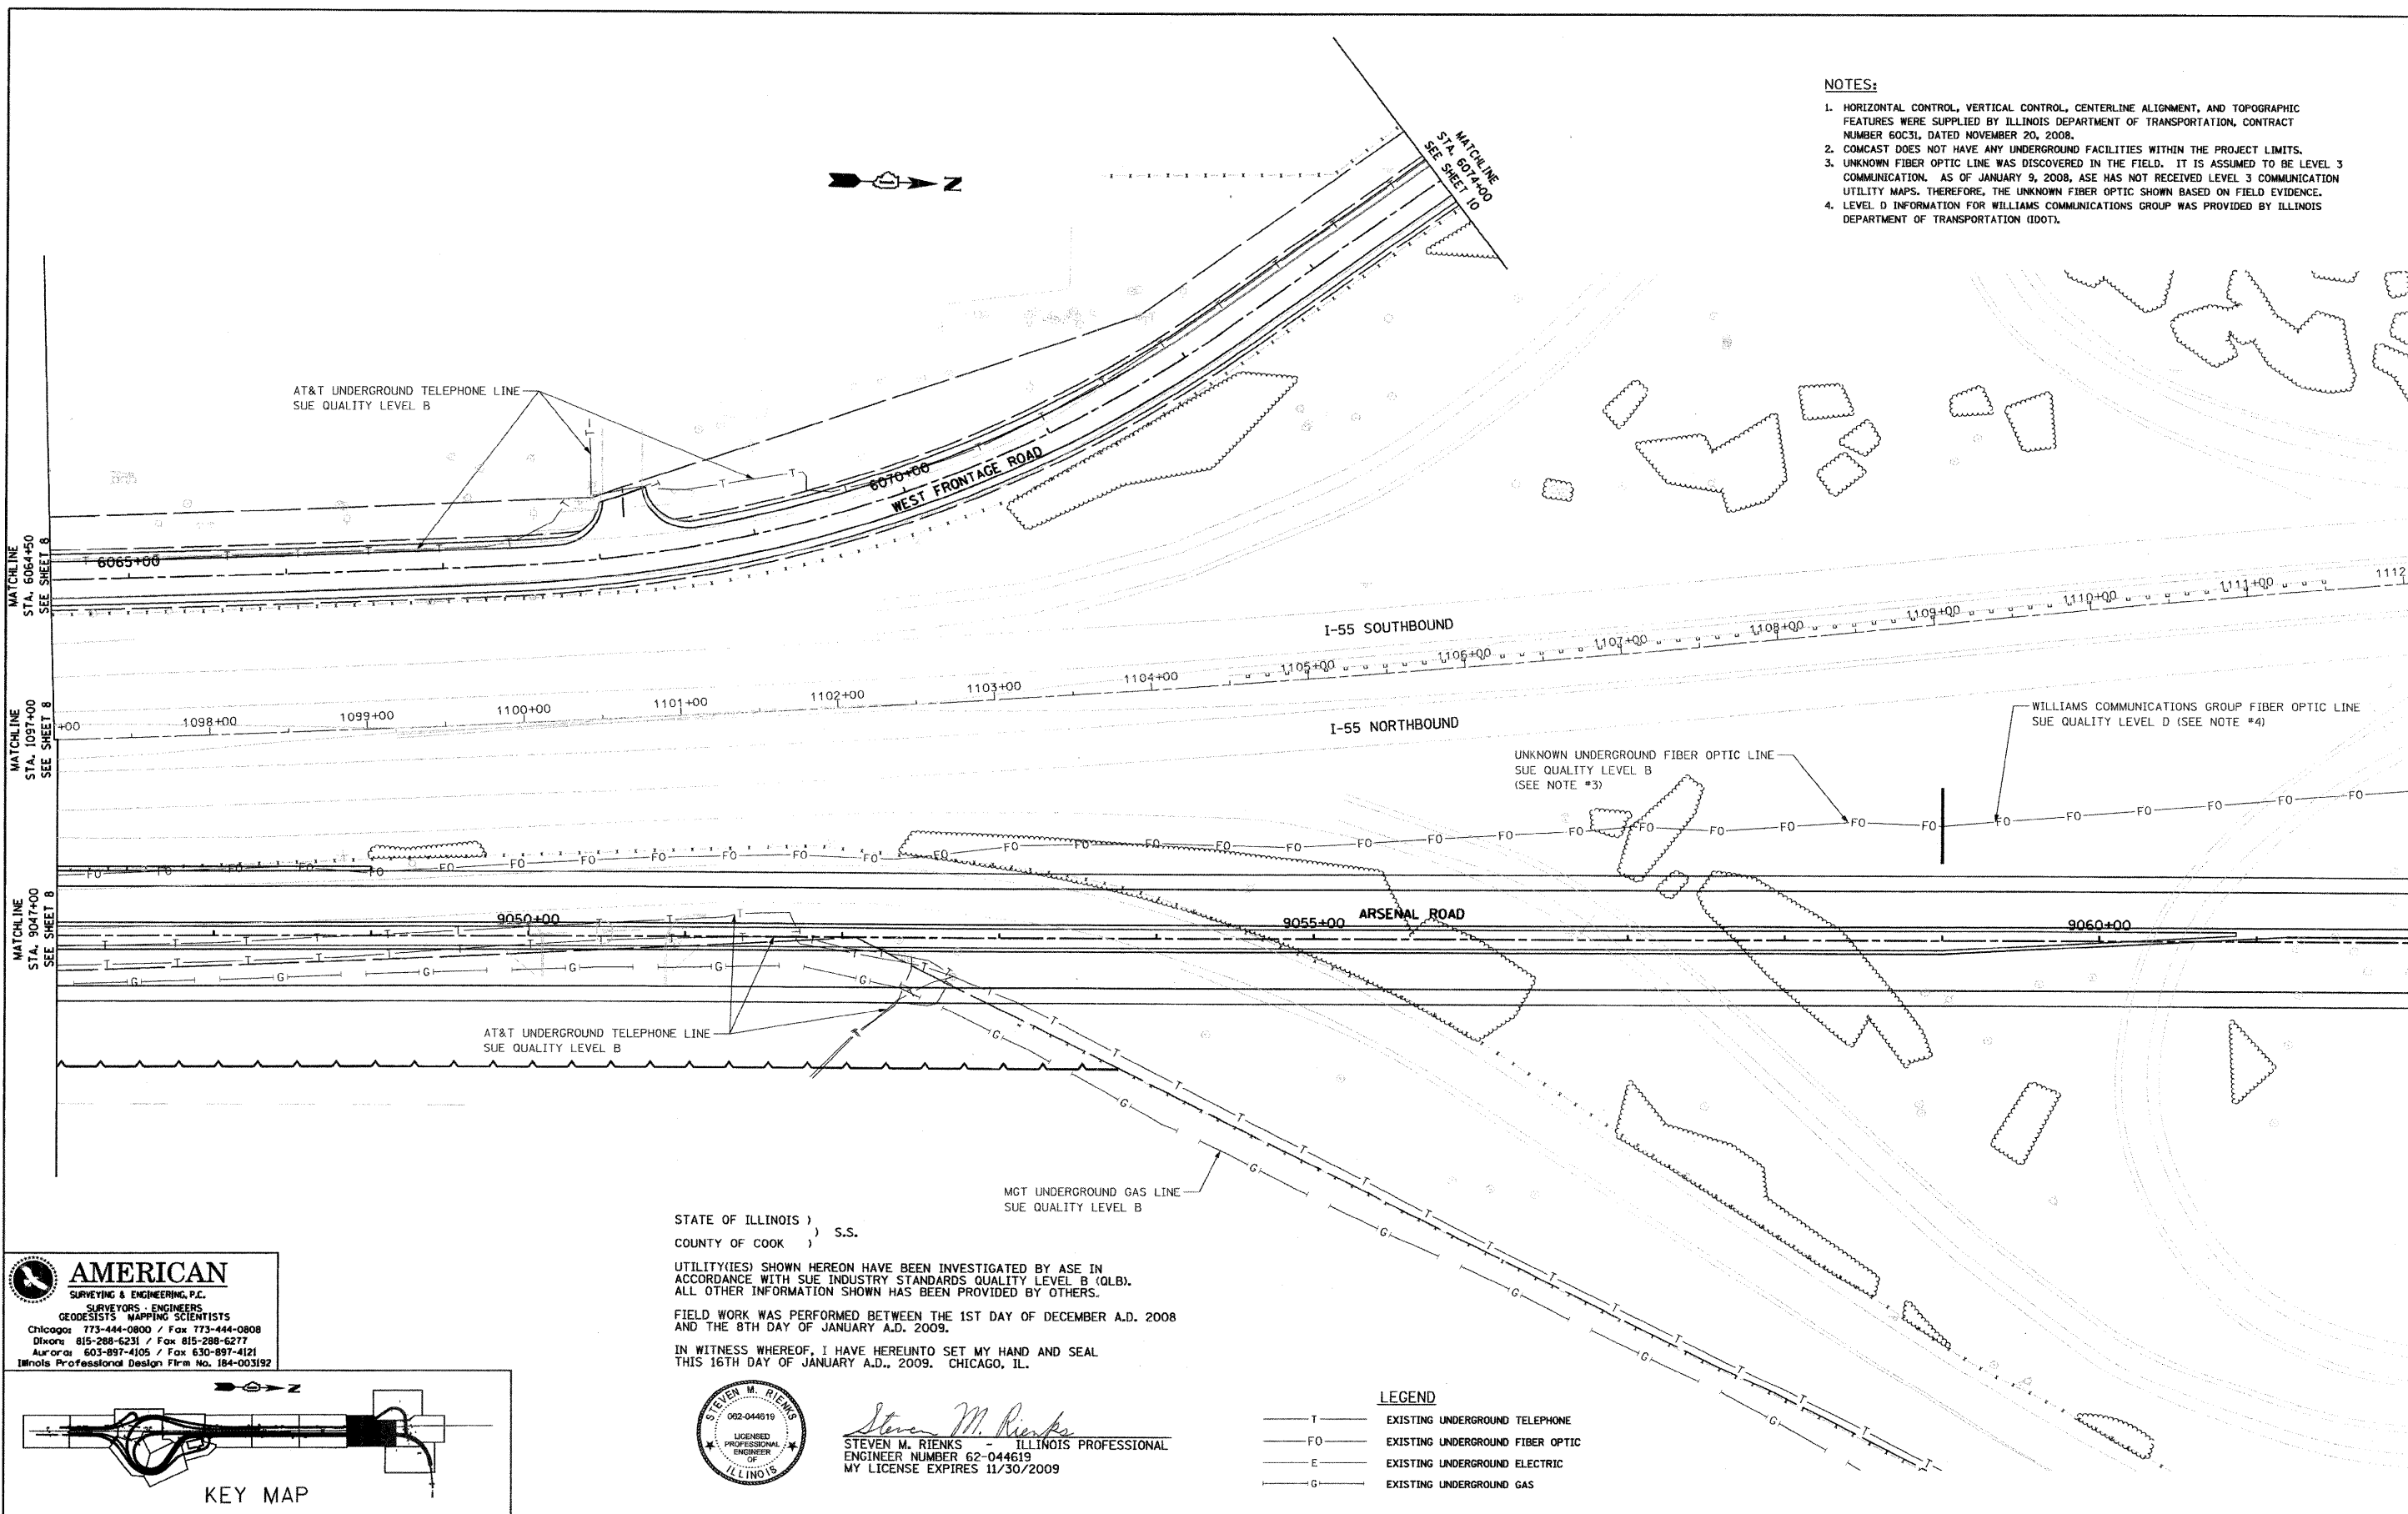 NOTES:
1. HORIZONTAL CONTROL, VERTICAL CONTROL, CENTERLINE ALIGNMENT, AND TOPOGRAPHIC
FEATURES WERE SUPPLIED BY ILLINOIS DEPARTMENT OF TRANSPORTATION, CONTRACT
NUMBER 60C31, DATED NOVEMBER 20, 2008.
2. COMCAST DOES NOT HAVE ANY UNDERGROUND FACILITIES WITHIN THE PROJECT LIMITS.
3. UNKNOWN FIBER OPTIC LINE WAS DISCOVERED IN THE FIELD. IT IS ASSUMED TO BE LEVEL 3
COMMUNICATION. AS OF JANUARY 9, 2008, ASE HAS NOT RECEIVED LEVEL 3 COMMUNICATION
UTILITY MAPS. THEREFORE, THE UNKNOWN FIBER OPTIC SHOWN BASED ON FIELD EVIDENCE.
4. LEVEL D INFORMATION FOR WILLIAMS COMMUNICATIONS GROUP WAS PROVIDED BY ILLINOIS
DEPARTMENT OF TRANSPORTATION (IDOT).
MATCHLINE
STA. 6074+00
SEE SHEET 10
N
AT&T UNDERGROUND TELEPHONE LINE
SUE QUALITY LEVEL B
6070+00
WEST FRONTAGE ROAD
MATCHLINE
STA. 6064+50
SEE SHEET 8
6065+00
I-55 SOUTHBOUND
MATCHLINE
STA. 1097+00
SEE SHEET 8
+00
1098+00
1099+00
1100+00
1101+00
1102+00
1103+00
1104+00
1105+00
1106+00
1107+00
1108+00
1109+00
1110+00
1111+00
1112
I-55 NORTHBOUND
WILLIAMS COMMUNICATIONS GROUP FIBER OPTIC LINE
SUE QUALITY LEVEL D (SEE NOTE #4)
UNKNOWN UNDERGROUND FIBER OPTIC LINE
SUE QUALITY LEVEL B
(SEE NOTE #3)
MATCHLINE
STA. 9047+00
SEE SHEET 8
9050+00
9055+00
ARSENAL ROAD
9060+00
AT&T UNDERGROUND TELEPHONE LINE
SUE QUALITY LEVEL B
MGT UNDERGROUND GAS LINE
SUE QUALITY LEVEL B
STATE OF ILLINOIS )
) S.S.
COUNTY OF COOK )
UTILITY(IES) SHOWN HEREON HAVE BEEN INVESTIGATED BY ASE IN
ACCORDANCE WITH SUE INDUSTRY STANDARDS QUALITY LEVEL B (QLB).
ALL OTHER INFORMATION SHOWN HAS BEEN PROVIDED BY OTHERS.
FIELD WORK WAS PERFORMED BETWEEN THE 1ST DAY OF DECEMBER A.D. 2008
AND THE 8TH DAY OF JANUARY A.D. 2009.
IN WITNESS WHEREOF, I HAVE HEREUNTO SET MY HAND AND SEAL
THIS 16TH DAY OF JANUARY A.D., 2009. CHICAGO, IL.
STEVEN M. RIENKS
062-044619
LICENSED
PROFESSIONAL
ENGINEER
OF
ILLINOIS
Steven M. Rienks
STEVEN M. RIENKS - ILLINOIS PROFESSIONAL
ENGINEER NUMBER 62-044619
MY LICENSE EXPIRES 11/30/2009
LEGEND
T EXISTING UNDERGROUND TELEPHONE
FO EXISTING UNDERGROUND FIBER OPTIC
E EXISTING UNDERGROUND ELECTRIC
G EXISTING UNDERGROUND GAS
AMERICAN
SURVEYING & ENGINEERING, P.C.
SURVEYORS · ENGINEERS
GEODESISTS MAPPING SCIENTISTS
Chicago: 773-444-0800 / Fax 773-444-0808
Dixon: 815-288-6231 / Fax 815-288-6277
Aurora: 603-897-4105 / Fax 630-897-4121
Illinois Professional Design Firm No. 184-003192
N
KEY MAP